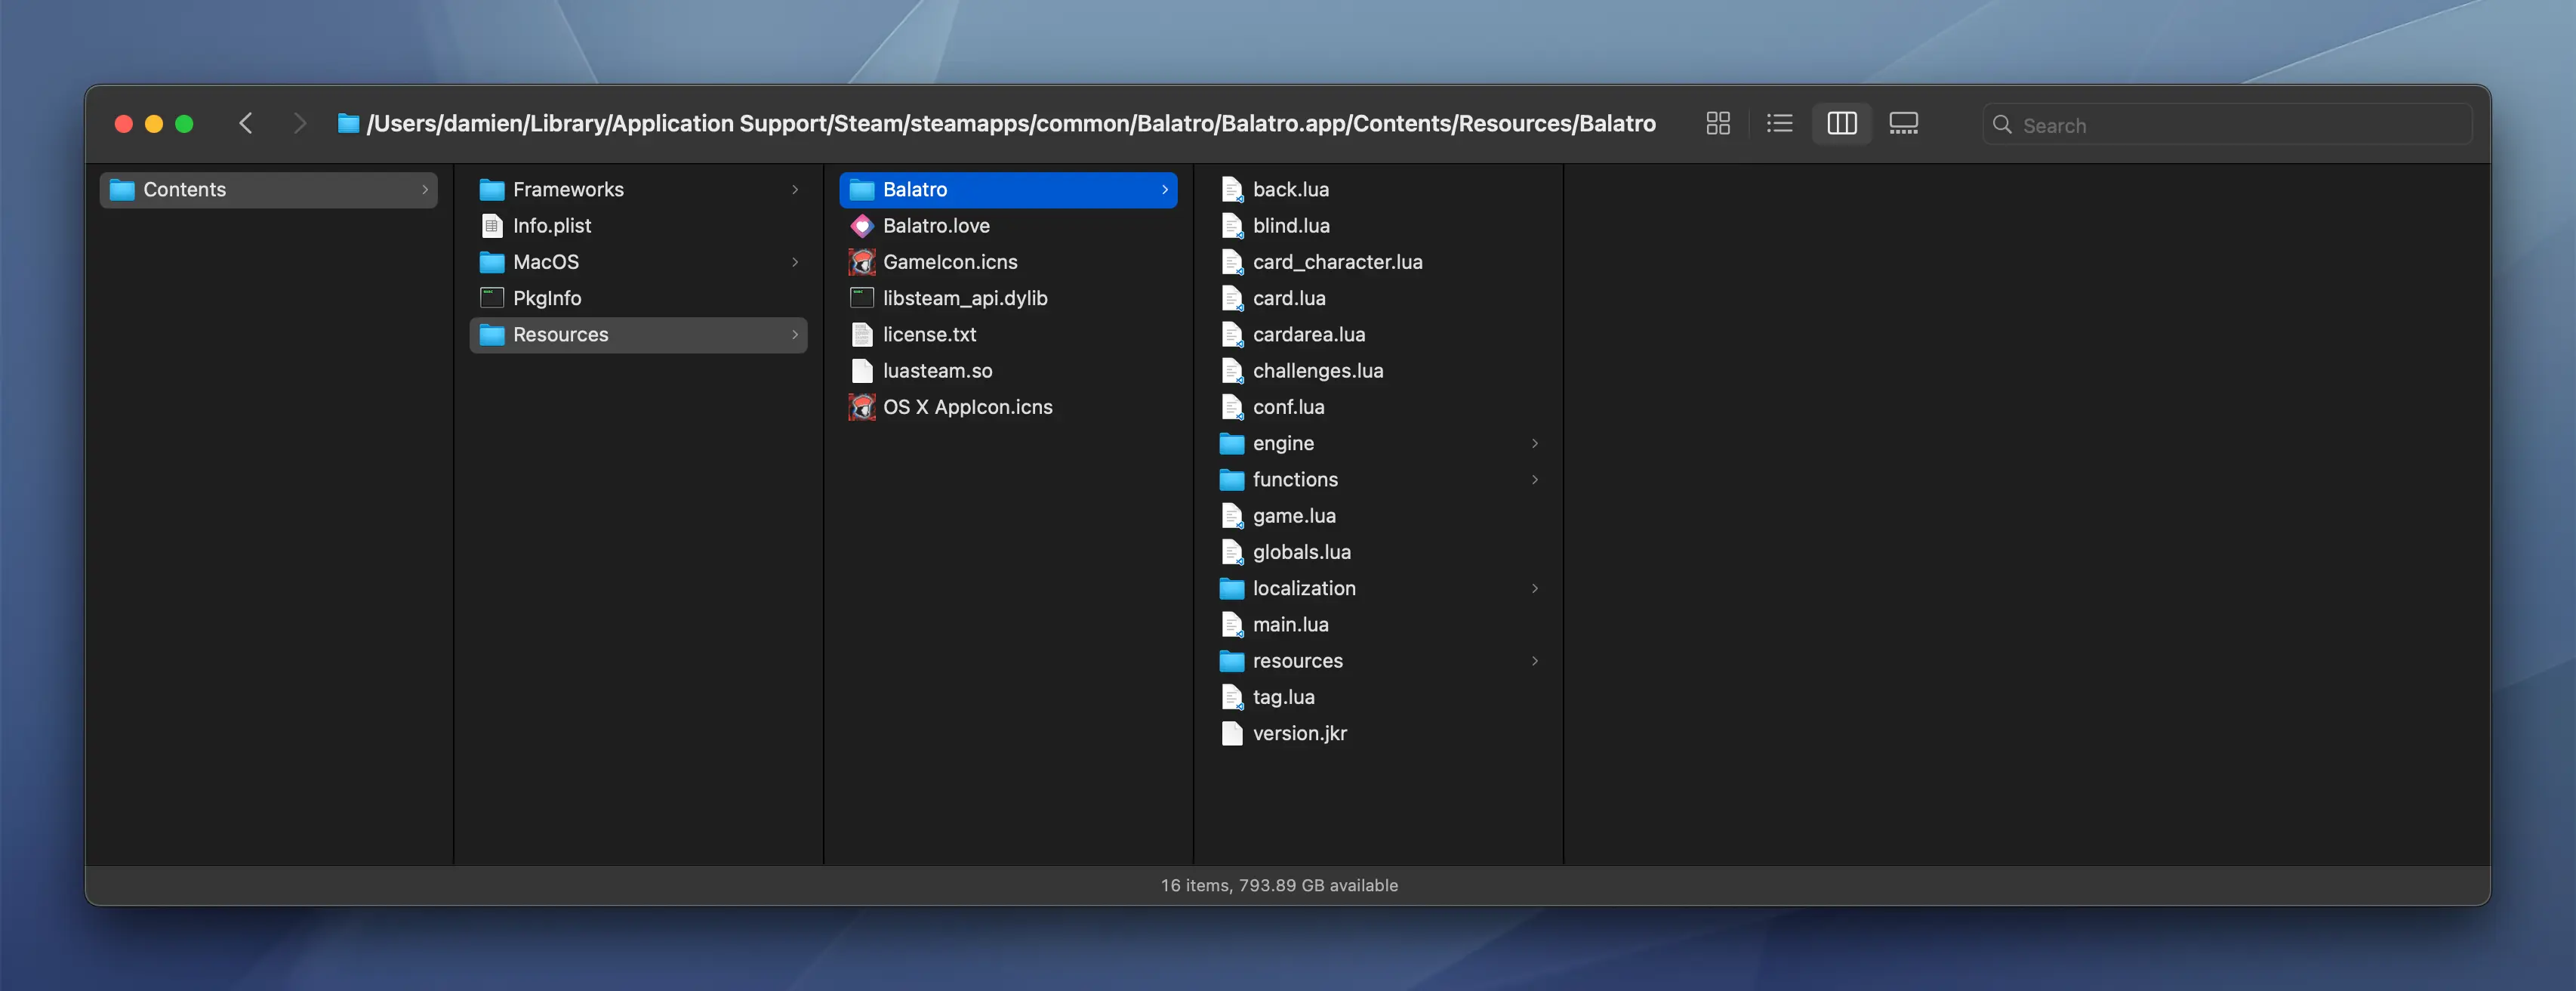 /Users/damien/Library/Application Support/Steam/steamapps/common/Balatro/Balatro.app/Contents/Resources/Balatro
Search
Contents
Frameworks
Info.plist
MacOS
PkgInfo
Resources
Balatro
Balatro.love
GameIcon.icns
libsteam_api.dylib
license.txt
luasteam.so
OS X AppIcon.icns
back.lua
blind.lua
card_character.lua
card.lua
cardarea.lua
challenges.lua
conf.lua
engine
functions
game.lua
globals.lua
localization
main.lua
resources
tag.lua
version.jkr
16 items, 793.89 GB available